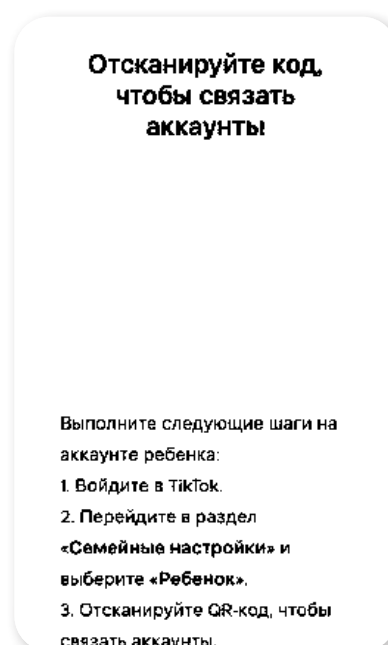 Отсканируйте код,
чтобы связать
аккаунты
Выполните следующие шаги на
аккаунте ребенка:
1. Войдите в TikTok.
2. Перейдите в раздел
«Семейные настройки» и
выберите «Ребенок».
3. Отсканируйте QR-код, чтобы
связать аккаунты.